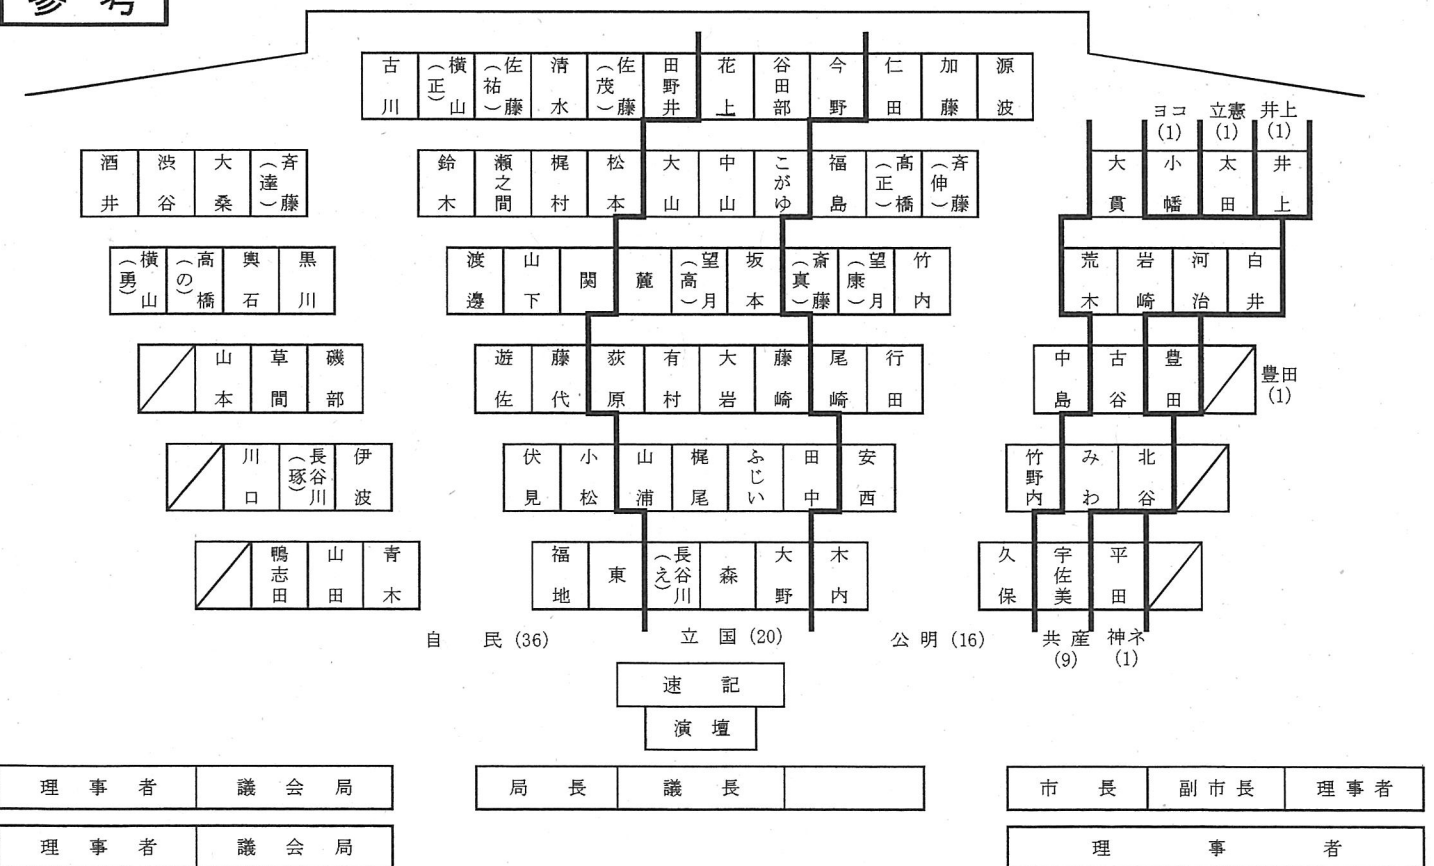 参考
古川 横山(正) 佐藤(祐) 清水 佐藤(茂) 田野井 花上 谷田部 今野 仁田 加藤 源波
ヨコ(1) 立憲(1) 井上(1)
酒井 渋谷 大桑 斉藤(達) 鈴木 瀬之間 梶村 松本 大山 中山 こがゆ 福島 高橋(正) 斉藤(伸) 大貫 小幡 太田 井上
横山(勇) 高橋(の) 輿石 黒川 渡邊 山下 関 麓 望月(高) 坂本 斎藤(真) 望月(康) 竹内 荒木 岩崎 河治 白井
山本 草間 磯部 遊佐 藤代 荻原 有村 大岩 藤崎 尾崎 行田 中島 古谷 豊田 豊田(1)
川口 長谷川(琢) 伊波 伏見 小松 山浦 梶尾 ふじい 田中 安西 竹野内 みわ 北谷
鴨志田 山田 青木 福地 東 長谷川(え) 森 大野 木内 久保 宇佐美 平田
自民(36) 立国(20) 公明(16) 共産(9) 神ネ(1)
速記
演壇
理事者 議会局 局長 議長 市長 副市長 理事者
理事者 議会局 理事者